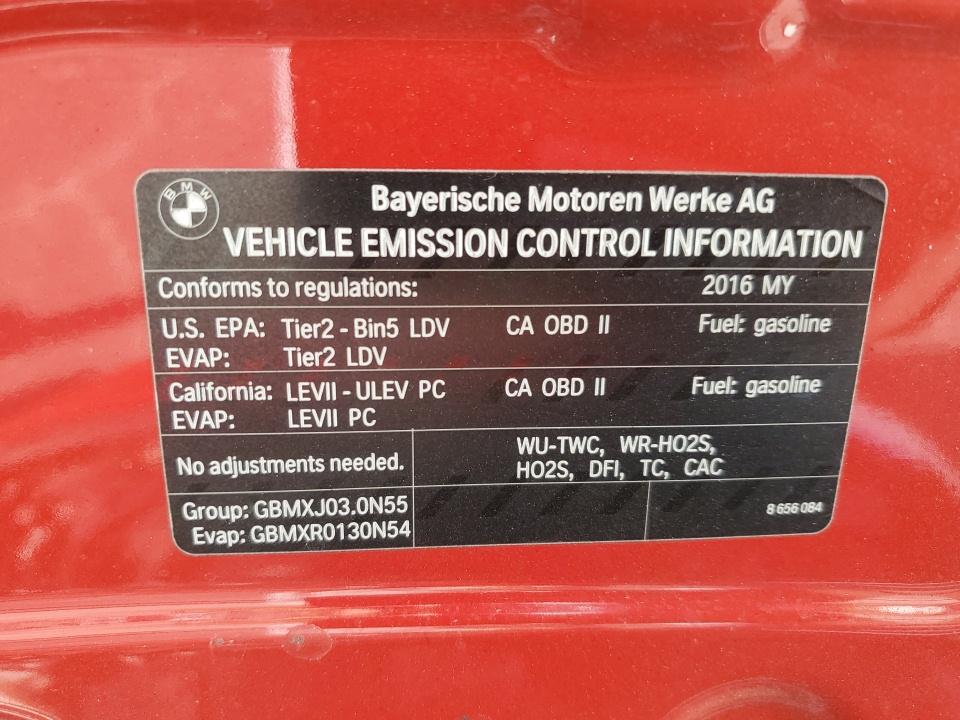 BMW
Bayerische Motoren Werke AG
VEHICLE EMISSION CONTROL INFORMATION
Conforms to regulations: 2016 MY
U.S. EPA: Tier2 - Bin5 LDV CA OBD II Fuel: gasoline
EVAP: Tier2 LDV
California: LEVII - ULEV PC CA OBD II Fuel: gasoline
EVAP: LEVII PC
No adjustments needed.
WU-TWC, WR-HO2S,
HO2S, DFI, TC, CAC
Group: GBMXJ03.0N55
Evap: GBMXR0130N54
8 656 084